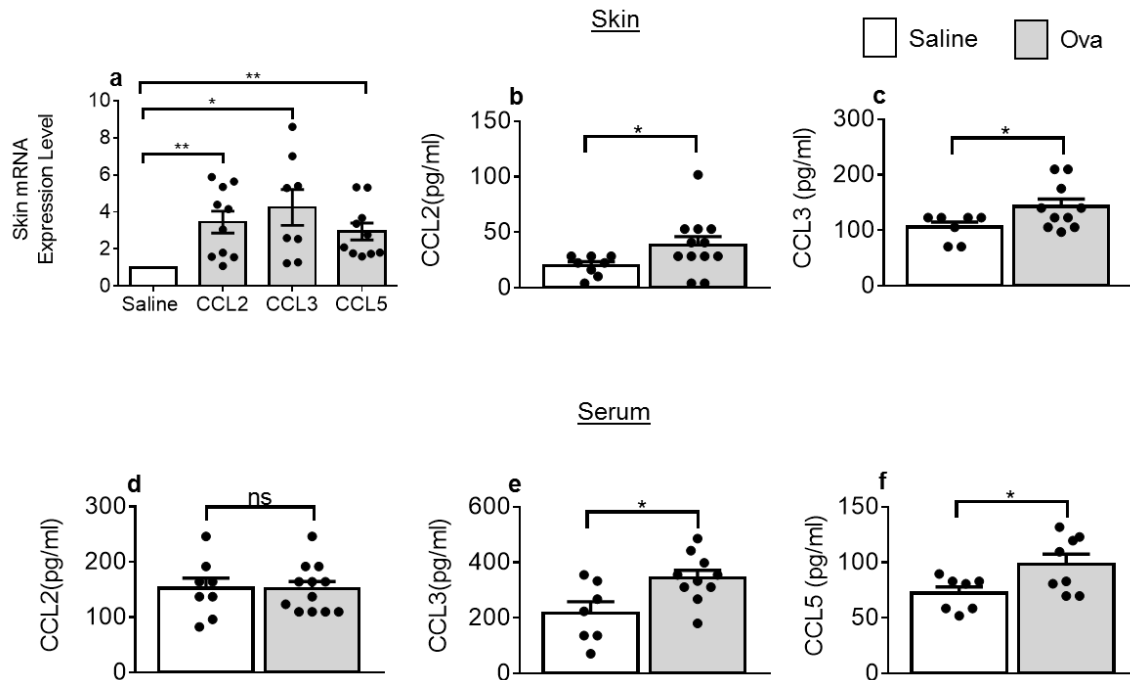 Skin
Saline
Ova
a
**
*
**
Skin mRNA
Expression Level
10
8
6
4
2
0
Saline
CCL2
CCL3
CCL5
b
*
CCL2(pg/ml)
150
100
50
0
c
*
CCL3 (pg/ml)
300
200
100
0
Serum
d
ns
CCL2(pg/ml)
300
200
100
0
e
*
CCL3(pg/ml)
600
400
200
0
f
*
CCL5 (pg/ml)
150
100
50
0